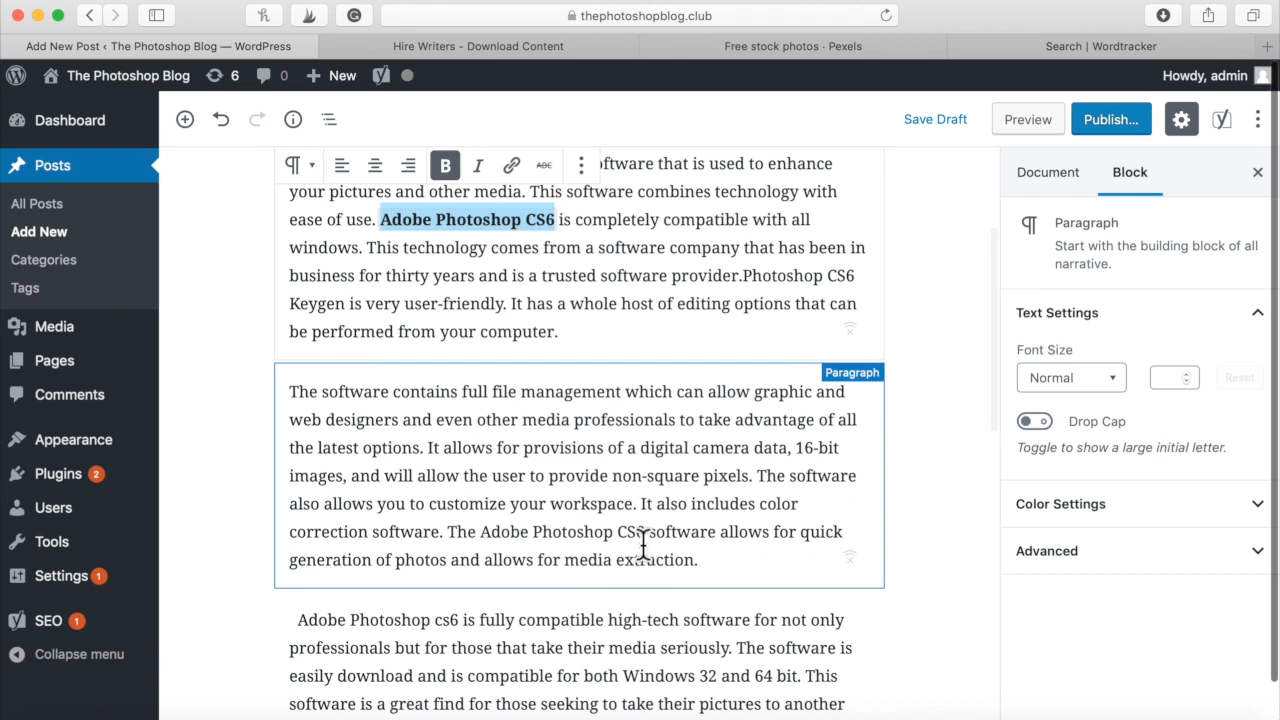 thephotoshopblog.club
Add New Post ‹ The Photoshop Blog — WordPress
Hire Writers - Download Content
Free stock photos · Pexels
Search | Wordtracker
The Photoshop Blog
6
0
New
Howdy, admin
Dashboard
Posts
All Posts
Add New
Categories
Tags
Media
Pages
Comments
Appearance
Plugins 2
Users
Tools
Settings 1
SEO 1
Collapse menu
Save Draft
Preview
Publish...
B
I
ABC
oftware that is used to enhance
your pictures and other media. This software combines technology with
ease of use. Adobe Photoshop CS6 is completely compatible with all
windows. This technology comes from a software company that has been in
business for thirty years and is a trusted software provider.Photoshop CS6
Keygen is very user-friendly. It has a whole host of editing options that can
be performed from your computer.
Paragraph
The software contains full file management which can allow graphic and
web designers and even other media professionals to take advantage of all
the latest options. It allows for provisions of a digital camera data, 16-bit
images, and will allow the user to provide non-square pixels. The software
also allows you to customize your workspace. It also includes color
correction software. The Adobe Photoshop CS6 software allows for quick
generation of photos and allows for media extraction.
Adobe Photoshop cs6 is fully compatible high-tech software for not only
professionals but for those that take their media seriously. The software is
easily download and is compatible for both Windows 32 and 64 bit. This
software is a great find for those seeking to take their pictures to another
Document
Block
Paragraph
Start with the building block of all
narrative.
Text Settings
Font Size
Normal
Reset
Drop Cap
Toggle to show a large initial letter.
Color Settings
Advanced